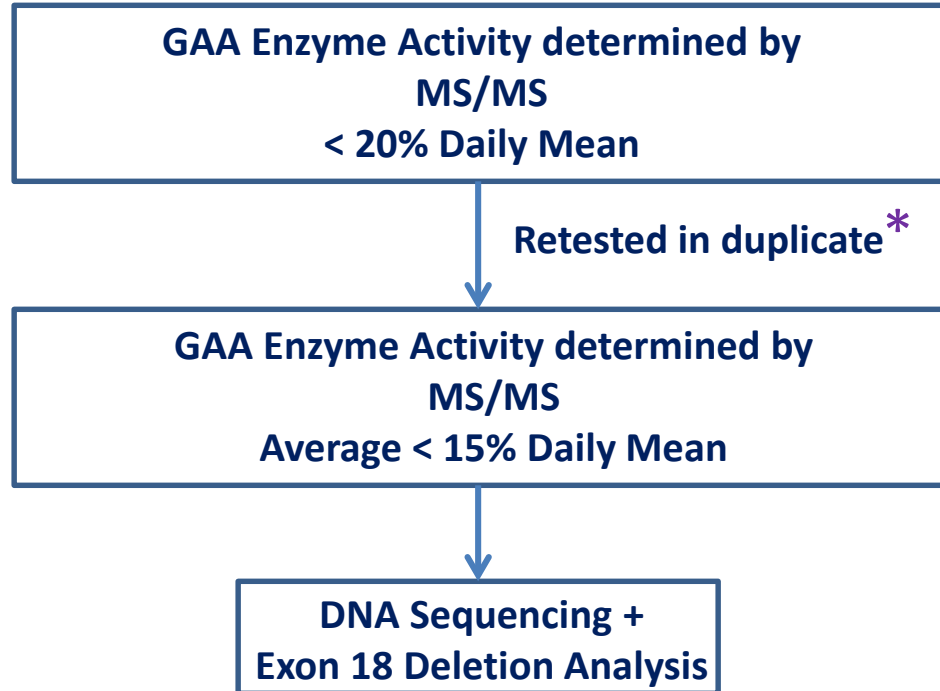 GAA Enzyme Activity determined by
MS/MS
< 20% Daily Mean
Retested in duplicate*
GAA Enzyme Activity determined by
MS/MS
Average < 15% Daily Mean
DNA Sequencing +
Exon 18 Deletion Analysis